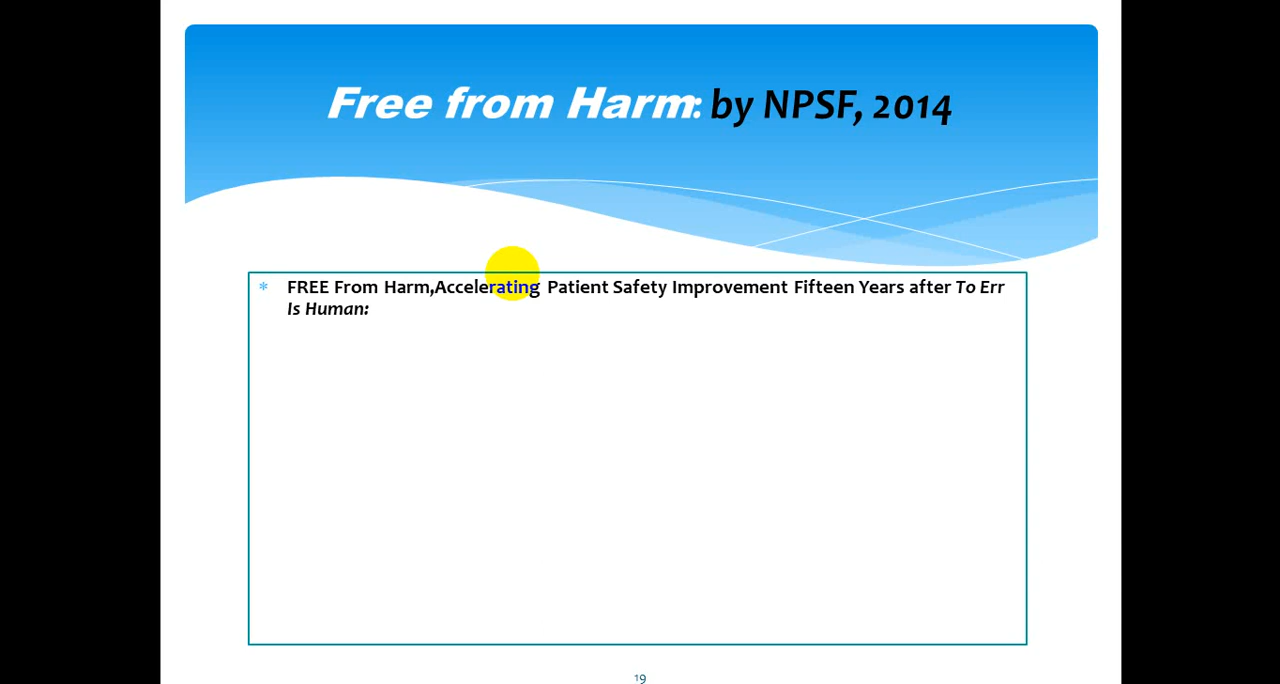 Free from Harm: by NPSF, 2014
* FREE From Harm,Accelerating Patient Safety Improvement Fifteen Years after To Err
Is Human:
19